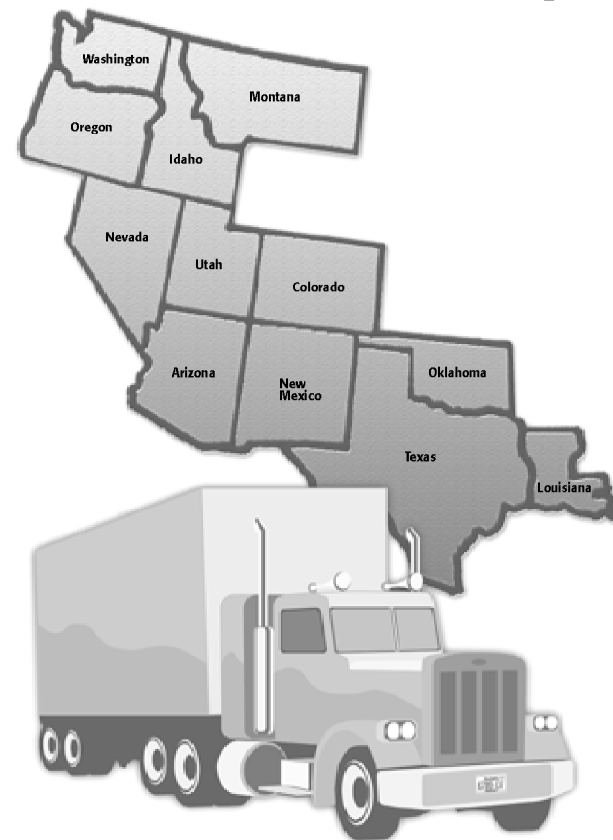 Washington
Montana
Oregon
Idaho
Nevada
Utah
Colorado
Arizona
New
Mexico
Oklahoma
Texas
Louisiana